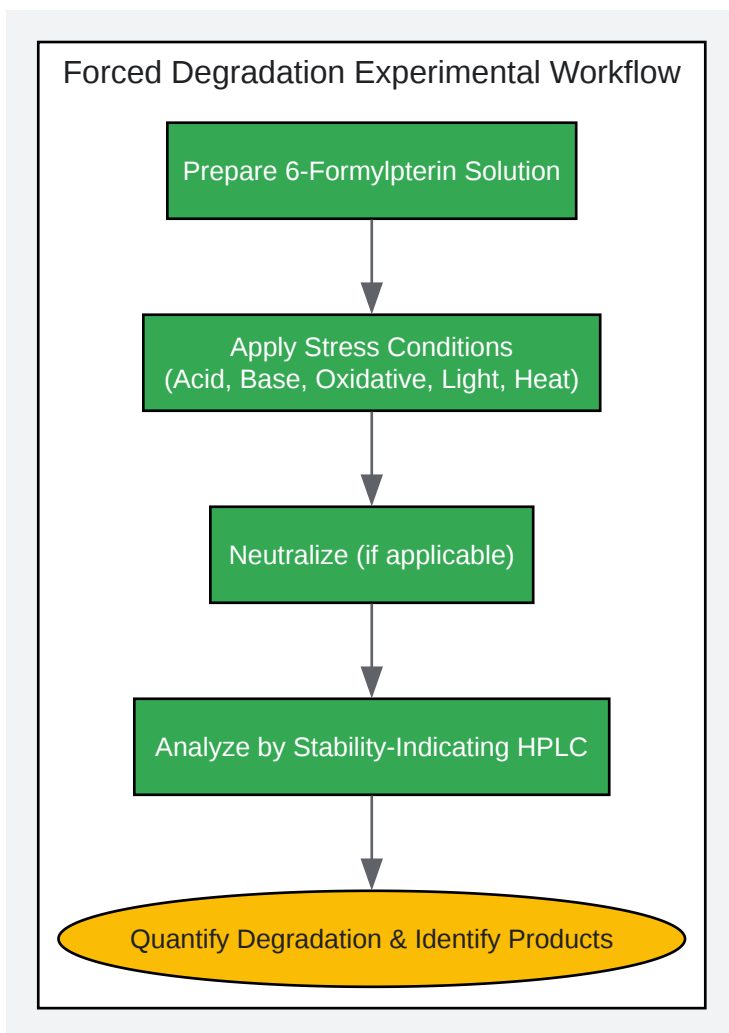 Forced Degradation Experimental Workflow
Prepare 6-Formylpterin Solution
Apply Stress Conditions
(Acid, Base, Oxidative, Light, Heat)
Neutralize (if applicable)
Analyze by Stability-Indicating HPLC
Quantify Degradation & Identify Products